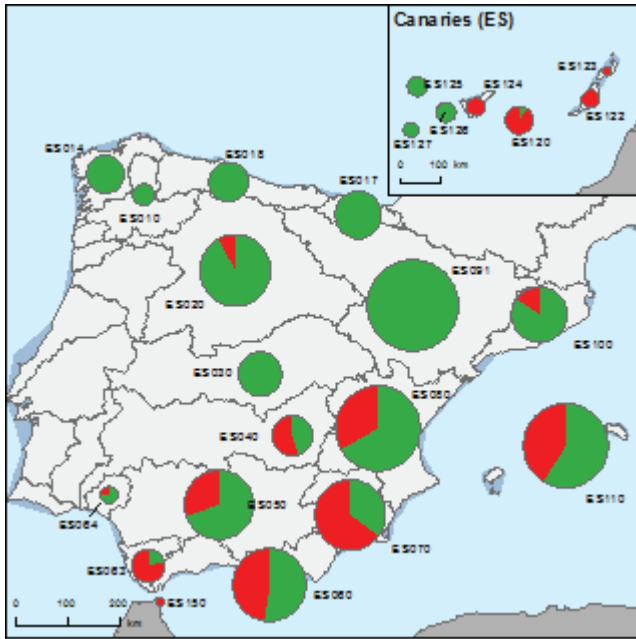 Canaries (ES)
ES123
ES125
ES124
ES126
ES122
ES127
ES120
0 100 km
ES014
ES018
ES017
ES010
ES091
ES020
ES100
ES030
ES080
ES040
ES050
ES110
ES064
ES070
ES063
ES060
ES150
0 100 200
km